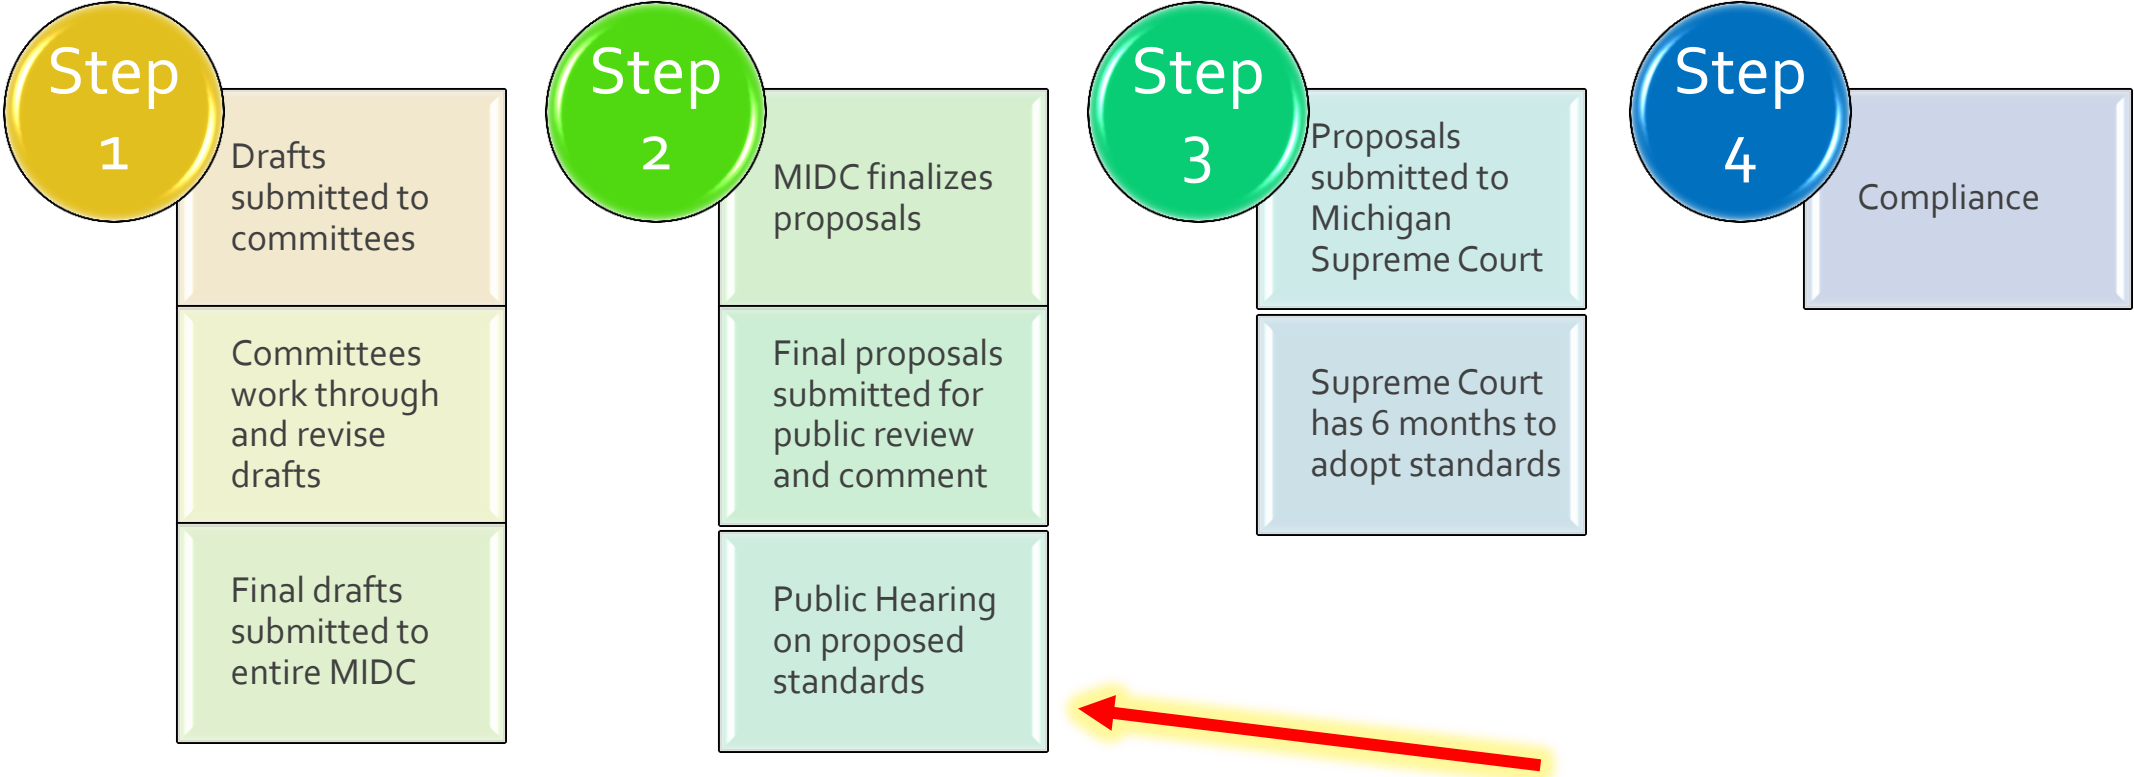 Step
1
Drafts
submitted to
committees
Committees
work through
and revise
drafts
Final drafts
submitted to
entire MIDC
Step
2
MIDC finalizes
proposals
Final proposals
submitted for
public review
and comment
Public Hearing
on proposed
standards
Step
3
Proposals
submitted to
Michigan
Supreme Court
Supreme Court
has 6 months to
adopt standards
Step
4
Compliance